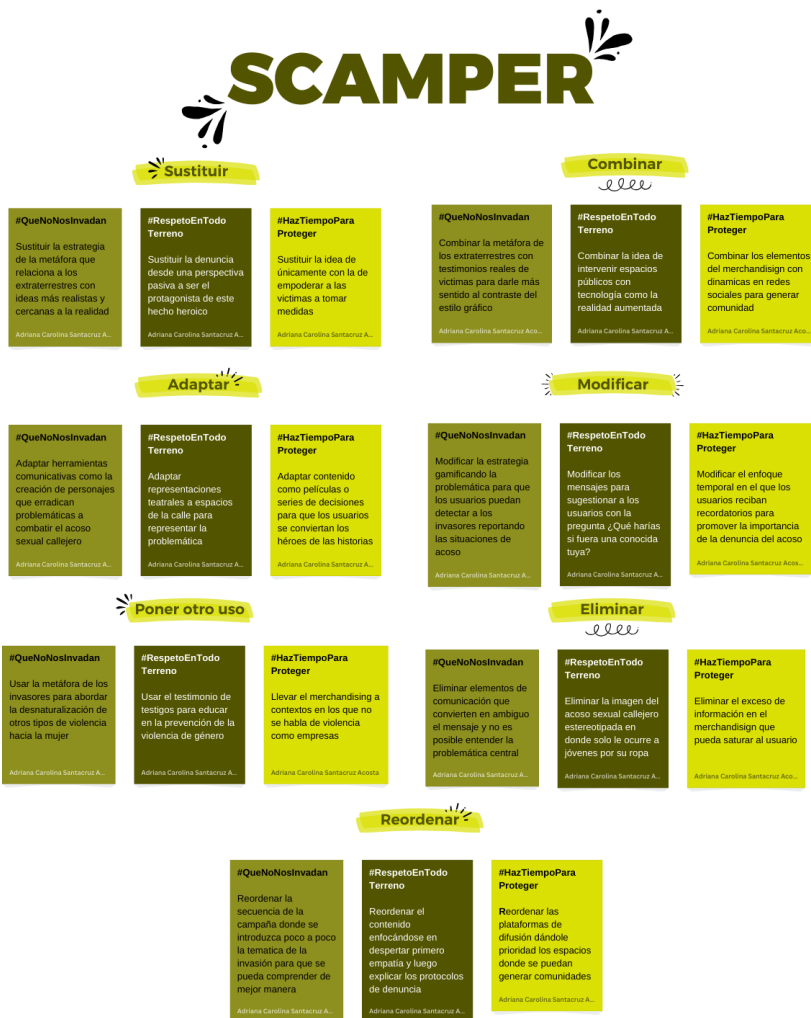 SCAMPER
Sustituir
#QueNoNosInvadan
Sustituir la estrategia
de la metáfora que
relaciona a los
extraterrestres con
ideas más realistas y
cercanas a la realidad
Adriana Carolina Santacruz A...
#RespetoEnTodo
Terreno
Sustituir la denuncia
desde una perspectiva
pasiva a ser el
protagonista de este
hecho heroico
Adriana Carolina Santacruz A...
#HazTiempoPara
Proteger
Sustituir la idea de
únicamente con la de
empoderar a las
victimas a tomar
medidas
Adriana Carolina Santacruz A...
Combinar
#QueNoNosInvadan
Combinar la metáfora de
los extraterrestres con
testimonios reales de
victimas para darle más
sentido al contraste del
estilo gráfico
Adriana Carolina Santacruz Aco...
#RespetoEnTodo
Terreno
Combinar la idea de
intervenir espacios
públicos con
tecnología como la
realidad aumentada
Adriana Carolina Santacruz A...
#HazTiempoPara
Proteger
Combinar los elementos
del merchandisign con
dinamicas en redes
sociales para generar
comunidad
Adriana Carolina Santacruz Aco...
Adaptar
#QueNoNosInvadan
Adaptar herramientas
comunicativas como la
creación de personajes
que erradican
problemáticas a
combatir el acoso
sexual callejero
Adriana Carolina Santacruz A...
#RespetoEnTodo
Terreno
Adaptar
representaciones
teatrales a espacios
de la calle para
representar la
problemática
Adriana Carolina Santacruz A...
#HazTiempoPara
Proteger
Adaptar contenido
como películas o
series de decisiones
para que los usuarios
se conviertan los
héroes de las historias
Adriana Carolina Santacruz A...
Modificar
#QueNoNosInvadan
Modificar la estrategia
gamificando la
problemática para que
los usuarios puedan
detectar a los
invasores reportando
las situaciones de
acoso
Adriana Carolina Santacruz A...
#RespetoEnTodo
Terreno
Modificar los
mensajes para
sugestionar a los
usuarios con la
pregunta ¿Qué harías
si fuera una conocida
tuya?
Adriana Carolina Santacruz A...
#HazTiempoPara
Proteger
Modificar el enfoque
temporal en el que los
usuarios reciban
recordatorios para
promover la importancia
de la denuncia del acoso
Adriana Carolina Santacruz Acos...
Poner otro uso
#QueNoNosInvadan
Usar la metáfora de los
invasores para abordar
la desnaturalización de
otros tipos de violencia
hacia la mujer
Adriana Carolina Santacruz A...
#RespetoEnTodo
Terreno
Usar el testimonio de
testigos para educar
en la prevención de la
violencia de género
Adriana Carolina Santacruz A...
#HazTiempoPara
Proteger
Llevar el merchandising a
contextos en los que no
se habla de violencia
como empresas
Adriana Carolina Santacruz Acosta
Eliminar
#QueNoNosInvadan
Eliminar elementos de
comunicación que
convierten en ambiguo
el mensaje y no es
posible entender la
problemática central
Adriana Carolina Santacruz A...
#RespetoEnTodo
Terreno
Eliminar la imagen del
acoso sexual callejero
estereotipada en
donde solo le ocurre a
jóvenes por su ropa
Adriana Carolina Santacruz A...
#HazTiempoPara
Proteger
Eliminar el exceso de
información en el
merchandisign que
pueda saturar al usuario
Adriana Carolina Santacruz Aco...
Reordenar
#QueNoNosInvadan
Reordenar la
secuencia de la
campaña donde se
introduzca poco a poco
la tematica de la
invasión para que se
pueda comprender de
mejor manera
Adriana Carolina Santacruz A...
#RespetoEnTodo
Terreno
Reordenar el
contenido
enfocándose en
despertar primero
empatía y luego
explicar los protocolos
de denuncia
Adriana Carolina Santacruz A...
#HazTiempoPara
Proteger
Reordenar las
plataformas de
difusión dándole
prioridad los espacios
donde se puedan
generar comunidades
Adriana Carolina Santacruz A...